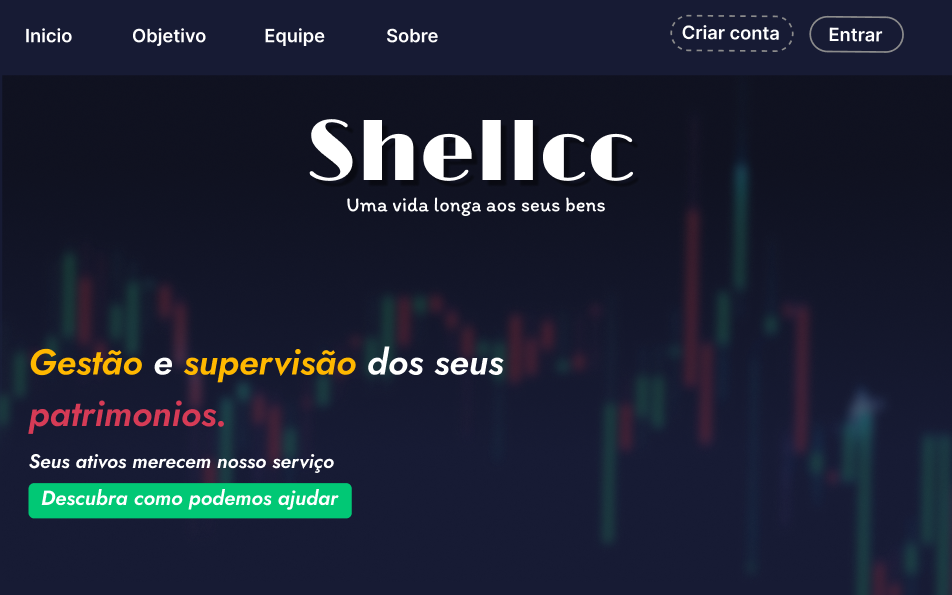 Inicio Objetivo Equipe Sobre Criar conta Entrar
Shellcc
Uma vida longa aos seus bens
Gestão e supervisão dos seus
patrimonios.
Seus ativos merecem nosso serviço
Descubra como podemos ajudar